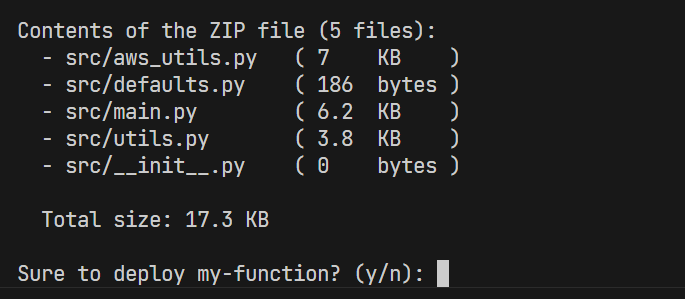 Contents of the ZIP file (5 files):
- src/aws_utils.py ( 7 KB )
- src/defaults.py ( 186 bytes )
- src/main.py ( 6.2 KB )
- src/utils.py ( 3.8 KB )
- src/__init__.py ( 0 bytes )
Total size: 17.3 KB
Sure to deploy my-function? (y/n):